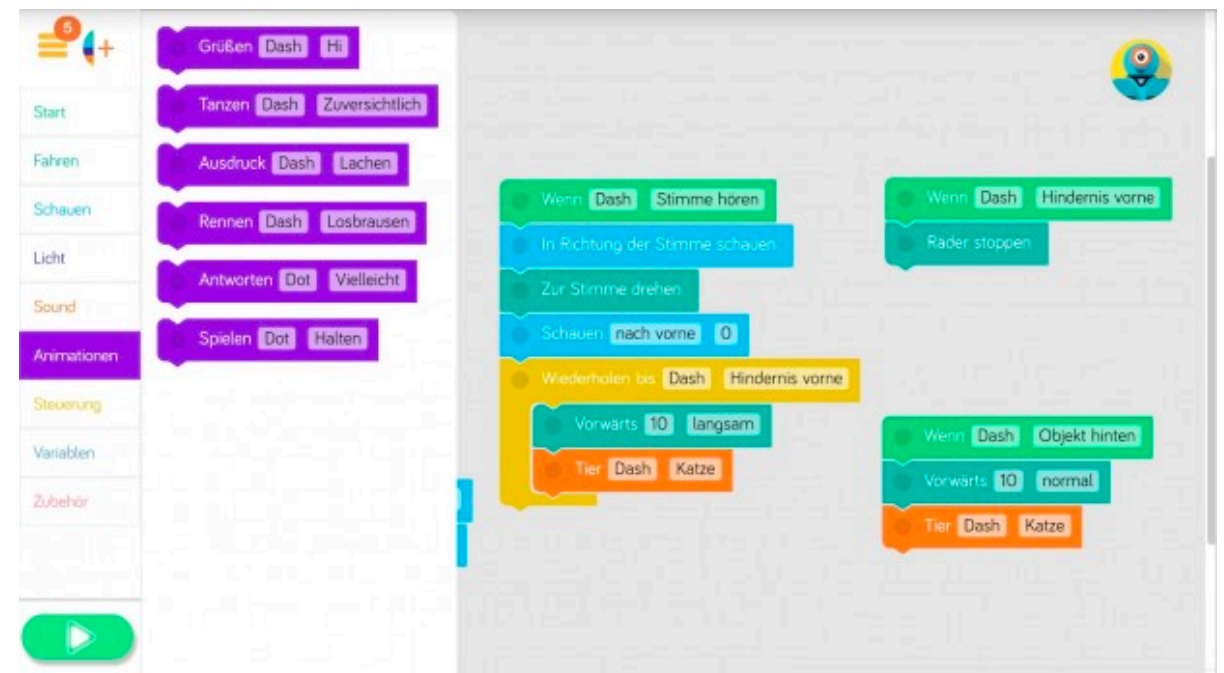 5
Start
Fahren
Schauen
Licht
Sound
Animationen
Steuerung
Variablen
Zubehör
Grüßen Dash Hi
Tanzen Dash Zuversichtlich
Ausdruck Dash Lachen
Rennen Dash Losbrausen
Antworten Dot Vielleicht
Spielen Dot Halten
Wenn Dash Stimme hören
In Richtung der Stimme schauen
Zur Stimme drehen
Schauen nach vorne 0
Wiederholen bis Dash Hindernis vorne
Vorwärts 10 langsam
Tier Dash Katze
Wenn Dash Hindernis vorne
Räder stoppen
Wenn Dash Objekt hinten
Vorwärts 10 normal
Tier Dash Katze